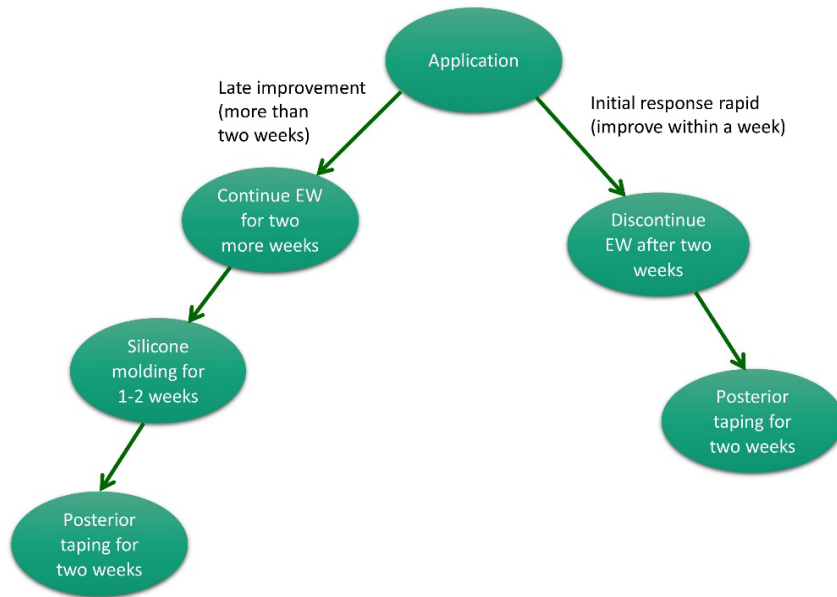 Application
Late improvement
(more than
two weeks)
Initial response rapid
(improve within a week)
Continue EW
for two
more weeks
Discontinue
EW after two
weeks
Silicone
molding for
1-2 weeks
Posterior
taping for
two weeks
Posterior
taping for
two weeks